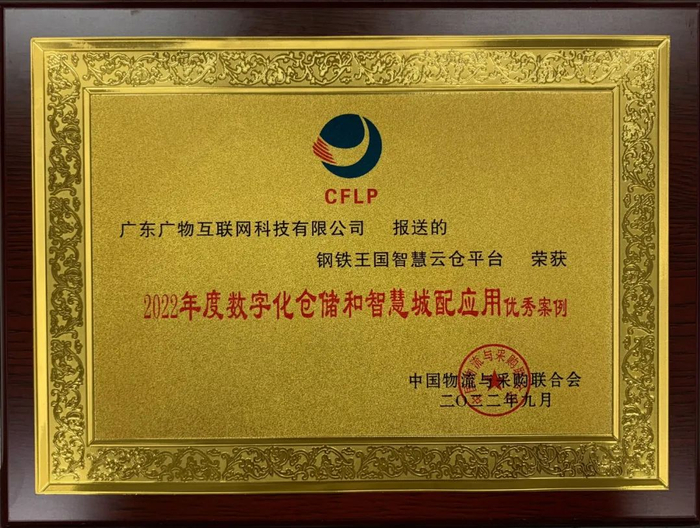 CFLP
广东广物互联网科技有限公司 报送的
钢铁王国智慧云仓平台 荣获
2022年度数字化仓储和智慧城配应用优秀案例
中国物流与采购联合会
二〇二二年九月